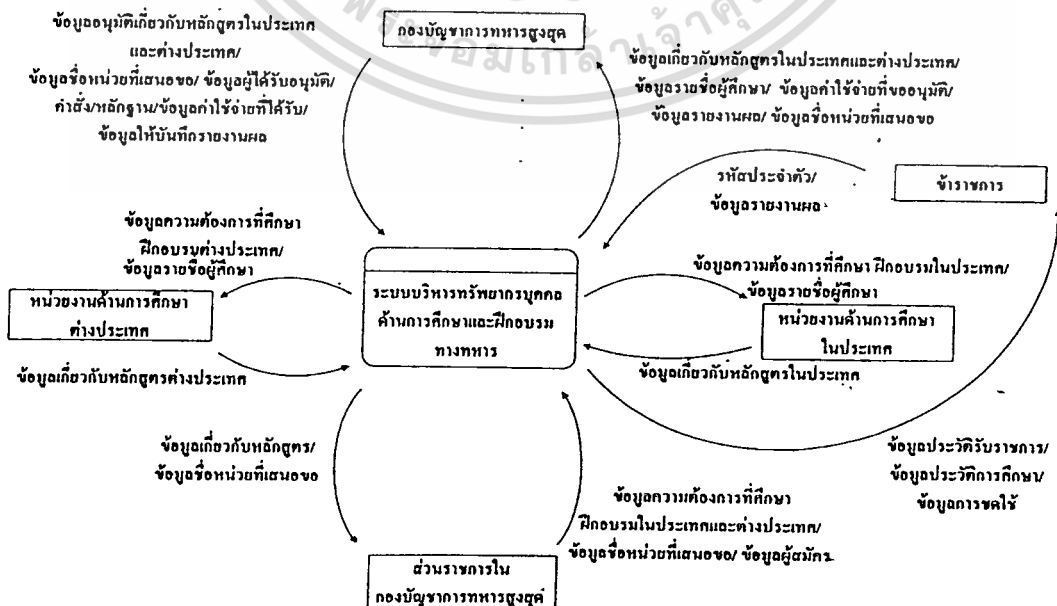 พระจอมเกล้าเจ้าคุ
กองบัญชาการทหารสูงสุด
ข้อมูลอนุมัติเกี่ยวกับหลักสูตรในประเทศ
และต่างประเทศ/
ข้อมูลชื่อหน่วยที่เสนอขอ/ ข้อมูลผู้ได้รับอนุมัติ/
คำสั่ง/หลักฐาน/ข้อมูลค่าใช้จ่ายที่ได้รับ/
ข้อมูลให้บันทึกรายงานผล
ข้อมูลเกี่ยวกับหลักสูตรในประเทศและต่างประเทศ/
ข้อมูลรายชื่อผู้ศึกษา/ ข้อมูลค่าใช้จ่ายที่ขออนุมัติ/
ข้อมูลรายงานผล/ ข้อมูลชื่อหน่วยที่เสนอขอ
รหัสประจำตัว/
ข้อมูลรายงานผล
ข้าราชการ
ข้อมูลความต้องการที่ศึกษา
ฝึกอบรมต่างประเทศ/
ข้อมูลรายชื่อผู้ศึกษา
หน่วยงานด้านการศึกษา
ต่างประเทศ
ข้อมูลเกี่ยวกับหลักสูตรต่างประเทศ
ระบบบริหารทรัพยากรบุคคล
ด้านการศึกษาและฝึกอบรม
ทางทหาร
ข้อมูลความต้องการที่ศึกษา ฝึกอบรมในประเทศ/
ข้อมูลรายชื่อผู้ศึกษา
หน่วยงานด้านการศึกษา
ในประเทศ
ข้อมูลเกี่ยวกับหลักสูตรในประเทศ
ข้อมูลเกี่ยวกับหลักสูตร/
ข้อมูลชื่อหน่วยที่เสนอขอ
ข้อมูลประวัติรับราชการ/
ข้อมูลประวัติการศึกษา/
ข้อมูลการชดใช้
ข้อมูลความต้องการที่ศึกษา
ฝึกอบรมในประเทศและต่างประเทศ/
ข้อมูลชื่อหน่วยที่เสนอขอ/ ข้อมูลผู้สมัคร
ส่วนราชการใน
กองบัญชาการทหารสูงสุด